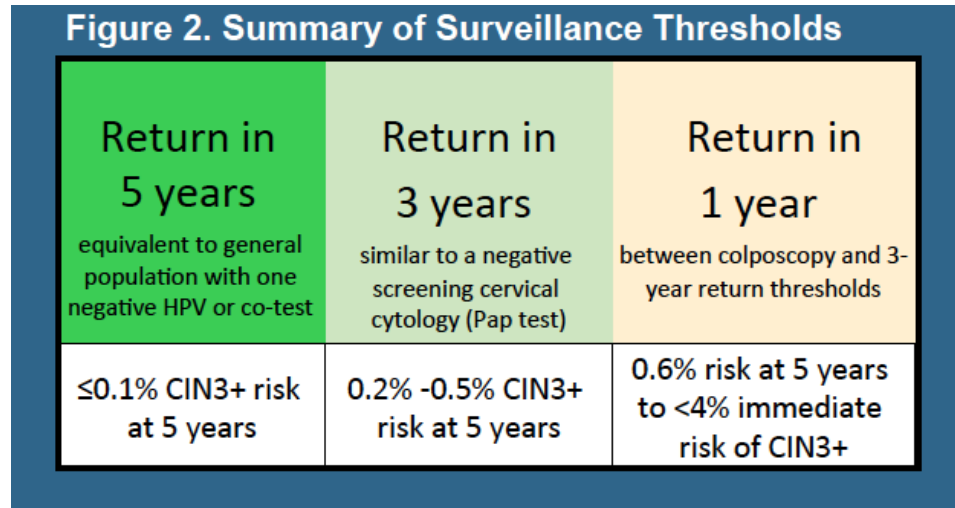 Figure 2. Summary of Surveillance Thresholds
Return in
5 years
equivalent to general
population with one
negative HPV or co-test
Return in
3 years
similar to a negative
screening cervical
cytology (Pap test)
Return in
1 year
between colposcopy and 3-
year return thresholds
≤0.1% CIN3+ risk
at 5 years
0.2% -0.5% CIN3+
risk at 5 years
0.6% risk at 5 years
to <4% immediate
risk of CIN3+